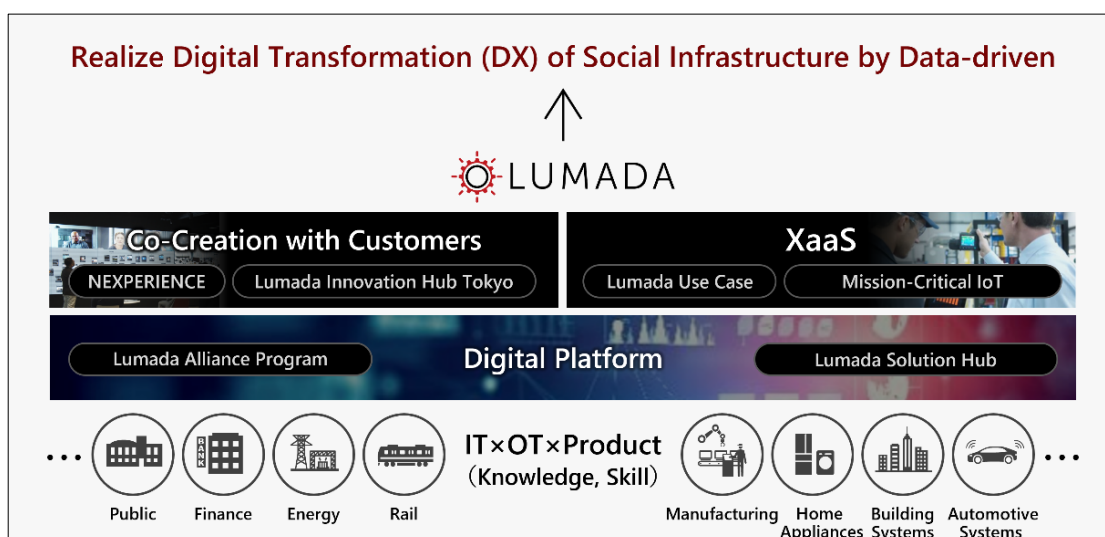 Realize Digital Transformation (DX) of Social Infrastructure by Data-driven
LUMADA
Co-Creation with Customers
NEXPERIENCE
Lumada Innovation Hub Tokyo
XaaS
Lumada Use Case
Mission-Critical IoT
Lumada Alliance Program
Digital Platform
Lumada Solution Hub
BANK
IT×OT×Product
(Knowledge, Skill)
Public
Finance
Energy
Rail
Manufacturing
Home
Appliances
Building
Systems
Automotive
Systems